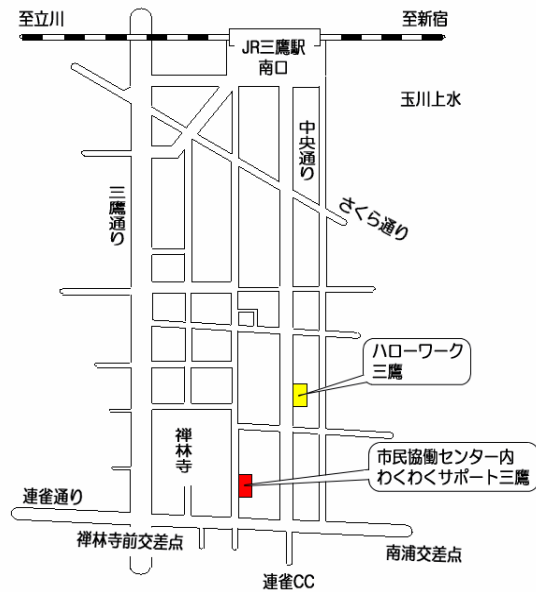 至立川
至新宿
JR三鷹駅
南口
玉川上水
中央通り
三鷹通り
さくら通り
ハローワーク
三鷹
禅林寺
市民協働センター内
わくわくサポート三鷹
連雀通り
禅林寺前交差点
南浦交差点
連雀CC